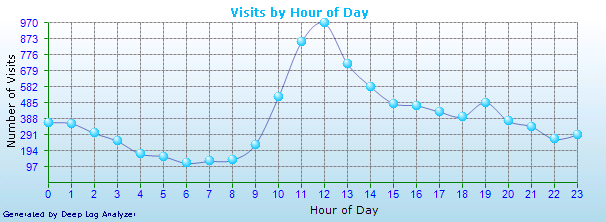 Visits by Hour of Day
Number of Visits
970
873
776
679
582
485
388
291
194
97
0 1 2 3 4 5 6 7 8 9 10 11 12 13 14 15 16 17 18 19 20 21 22 23
Hour of Day
Generated by Deep Log Analyzer